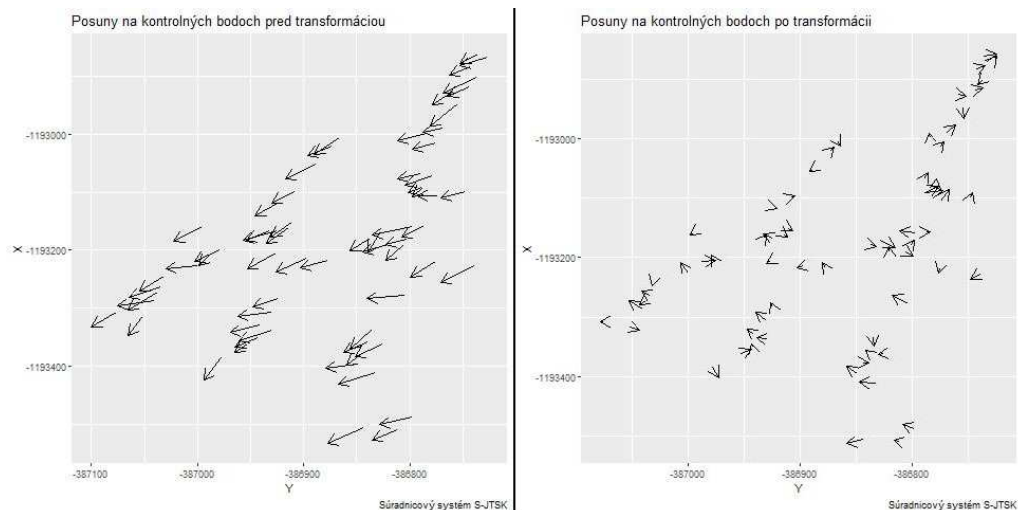 Posuny na kontrolných bodoch pred transformáciou
-1193000
-1193200
-1193400
X
-387100
-387000
-386900
-386800
Y
Súradnicový systém S-JTSK
Posuny na kontrolných bodoch po transformácii
-1193000
-1193200
-1193400
X
-387000
-386900
-386800
Y
Súradnicový systém S-JTSK